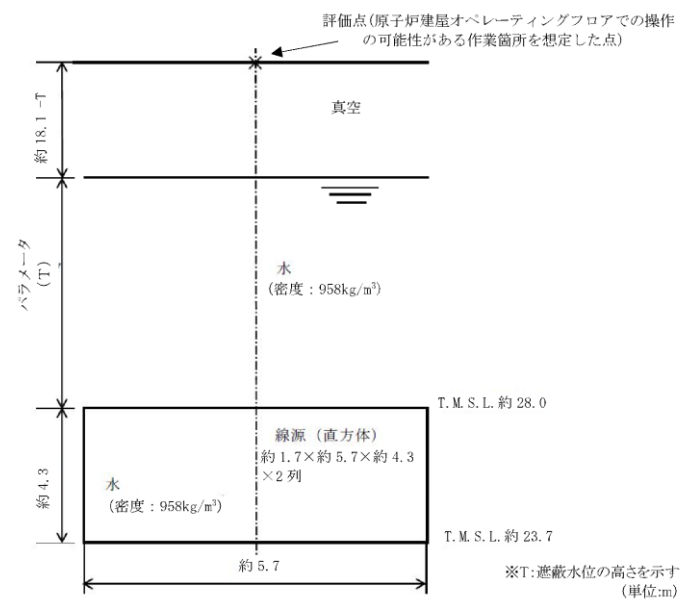 評価点(原子炉建屋オペレーティングフロアでの操作
の可能性がある作業箇所を想定した点)
約18.1-T
真空
パラメータ
(T)
水
(密度：958kg/m³)
T.M.S.L.約28.0
線源（直方体）
約1.7×約5.7×約4.3
×2列
約4.3
水
(密度：958kg/m³)
T.M.S.L.約23.7
約5.7
※T:遮蔽水位の高さを示す
(単位:m)